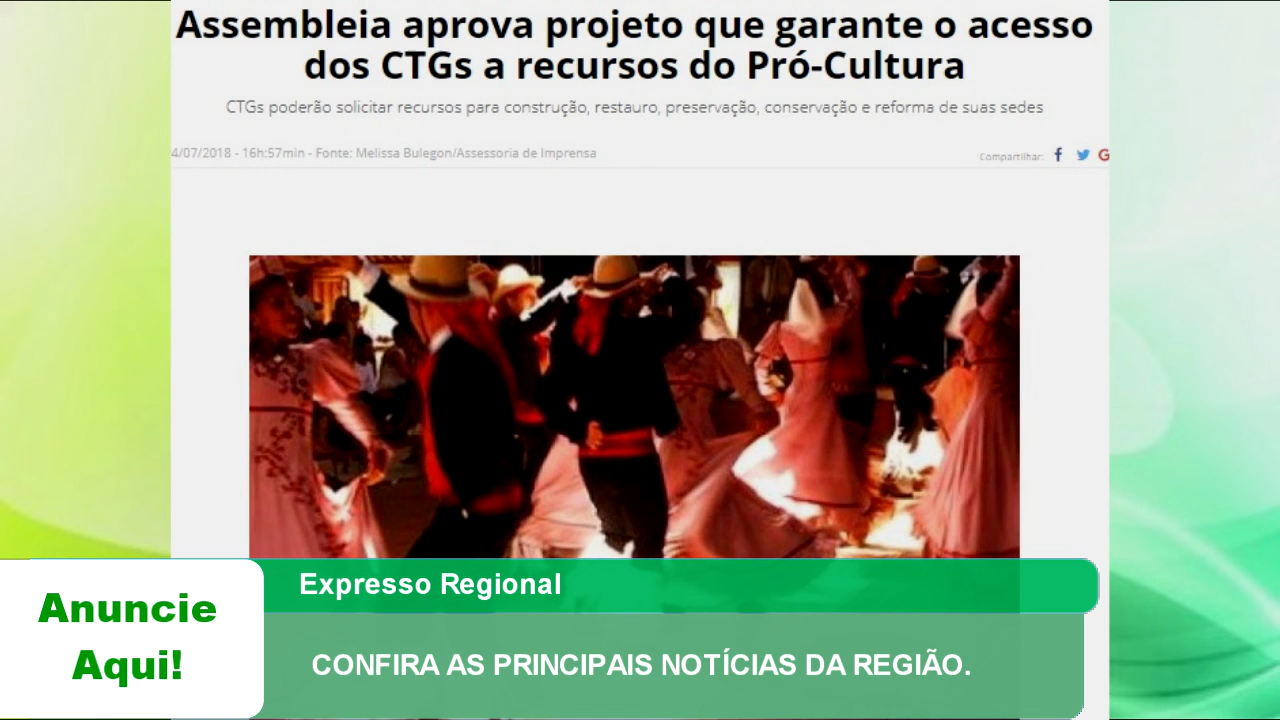 Assembleia aprova projeto que garante o acesso
dos CTGs a recursos do Pró-Cultura
CTGs poderão solicitar recursos para construção, restauro, preservação, conservação e reforma de suas sedes
4/07/2018 - 16h:57min - Fonte: Melissa Bulegon/Assessoria de Imprensa
Compartilhar:
Expresso Regional
Anuncie
Aqui!
CONFIRA AS PRINCIPAIS NOTÍCIAS DA REGIÃO.